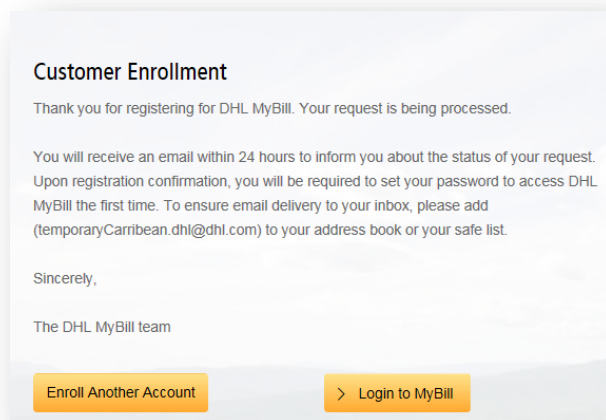 Customer Enrollment
Thank you for registering for DHL MyBill. Your request is being processed.
You will receive an email within 24 hours to inform you about the status of your request.
Upon registration confirmation, you will be required to set your password to access DHL
MyBill the first time. To ensure email delivery to your inbox, please add
(temporaryCarribean.dhl@dhl.com) to your address book or your safe list.
Sincerely,
The DHL MyBill team
Enroll Another Account
> Login to MyBill